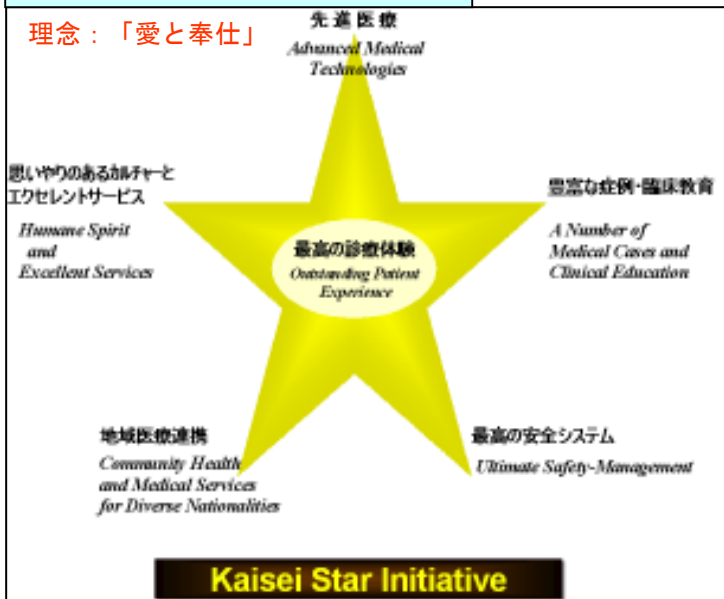 理念：「愛と奉仕」
先進医療
Advanced Medical
Technologies
思いやりのあるカルチャーと
エクセレントサービス
Humane Spirit
and
Excellent Services
豊富な症例・臨床教育
A Number of
Medical Cases and
Clinical Education
最高の診療体験
Outstanding Patient
Experience
地域医療連携
Community Health
and Medical Services
for Diverse Nationalities
最高の安全システム
Ultimate Safety-Management
Kaisei Star Initiative